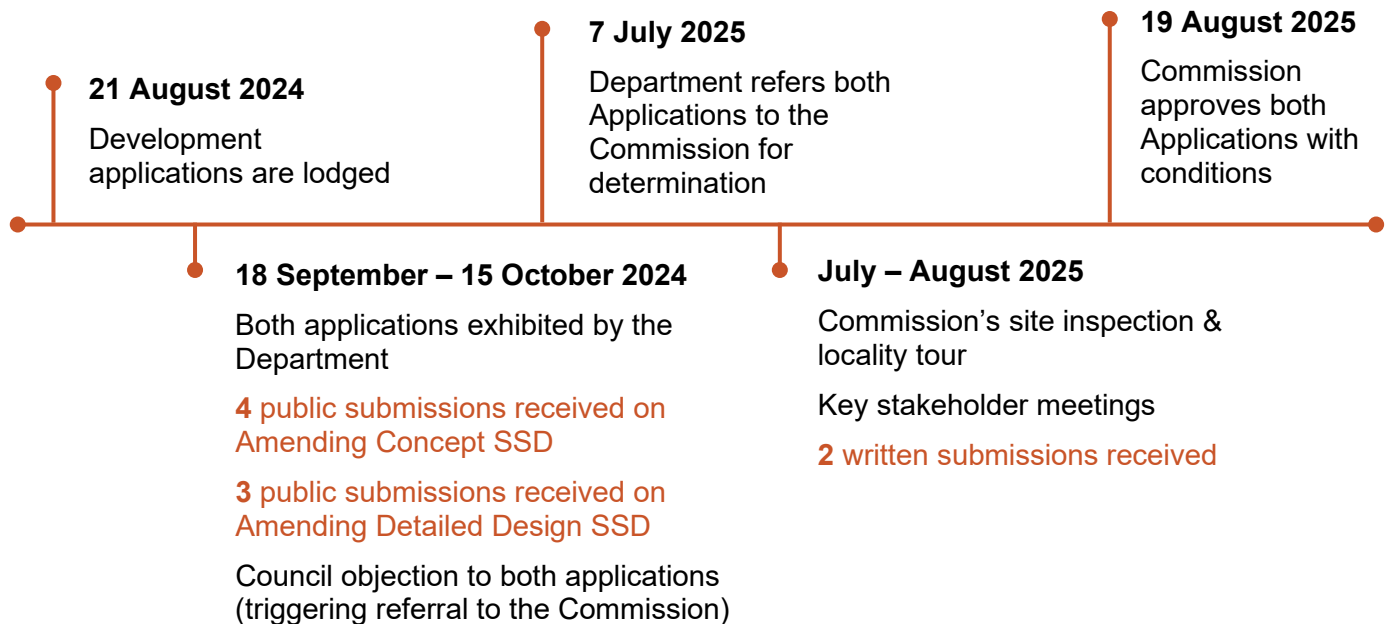 21 August 2024
Development
applications are lodged
18 September – 15 October 2024
Both applications exhibited by the
Department
4 public submissions received on
Amending Concept SSD
3 public submissions received on
Amending Detailed Design SSD
Council objection to both applications
(triggering referral to the Commission)
7 July 2025
Department refers both
Applications to the
Commission for
determination
July – August 2025
Commission’s site inspection &
locality tour
Key stakeholder meetings
2 written submissions received
19 August 2025
Commission
approves both
Applications with
conditions